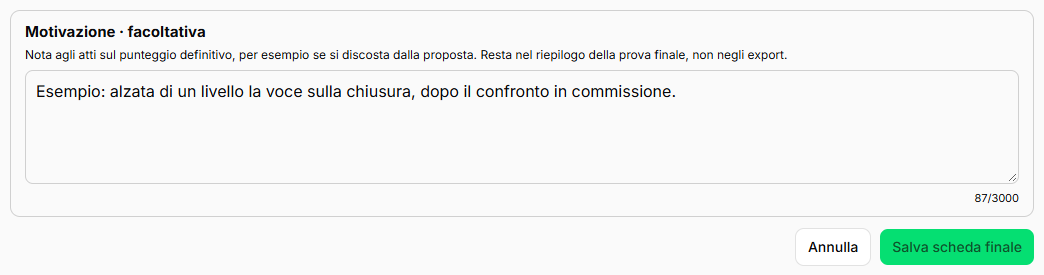 Motivazione · facoltativa
Nota agli atti sul punteggio definitivo, per esempio se si discosta dalla proposta. Resta nel riepilogo della prova finale, non negli export.
Esempio: alzata di un livello la voce sulla chiusura, dopo il confronto in commissione.
87/3000
Annulla
Salva scheda finale